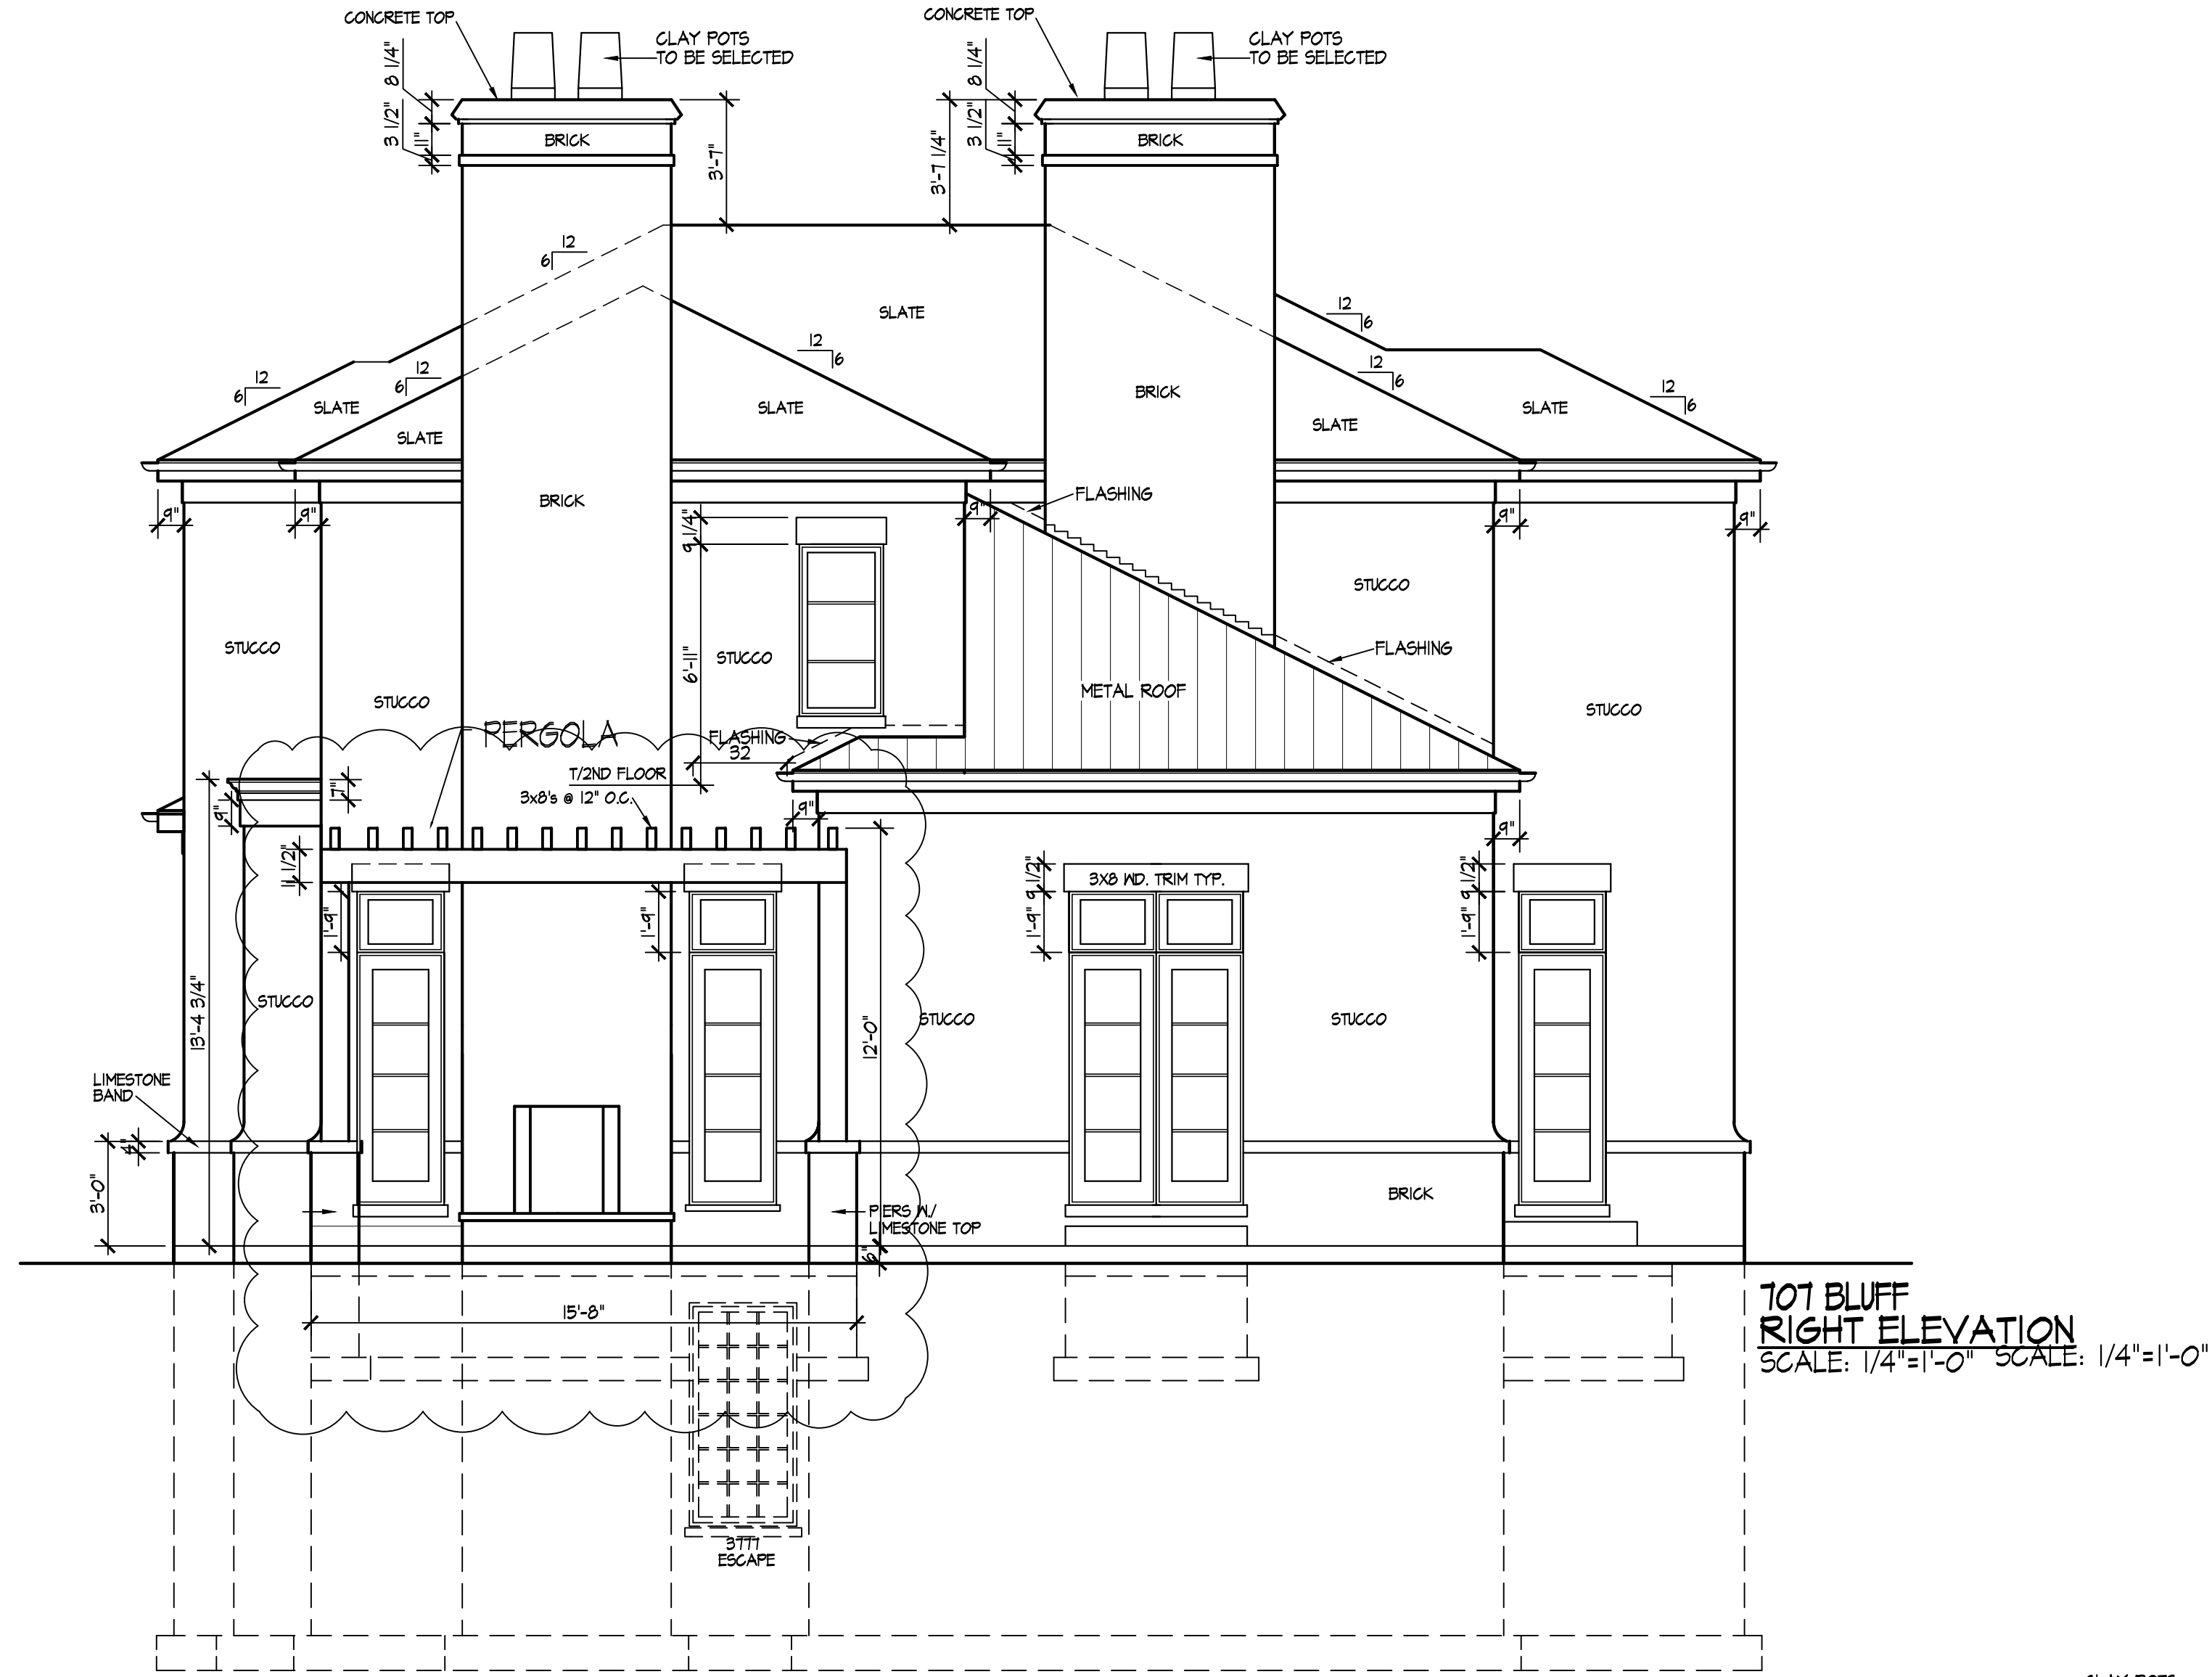 CONCRETE TOP
CLAY POTS
TO BE SELECTED
CONCRETE TOP
CLAY POTS
TO BE SELECTED
8 1/4"
3 1/2"
11"
BRICK
3'-7"
3'-7 1/4"
8 1/4"
3 1/2"
11"
BRICK
12
6
12
6
12
6
12
6
12
6
12
6
12
6
SLATE
SLATE
SLATE
SLATE
SLATE
SLATE
BRICK
BRICK
FLASHING
9"
9"
9"
9"
9"
9 1/4"
6'-11"
STUCCO
STUCCO
STUCCO
STUCCO
STUCCO
FLASHING
METAL ROOF
PERGOLA
FLASHING
32
T/2ND FLOOR
3x8's @ 12" O.C.
7"
9"
9"
9"
11 1/2"
1'-9"
1'-9"
9 1/2"
1'-9"
3X8 WD. TRIM TYP.
9 1/2"
1'-9"
13'-4 3/4"
STUCCO
12'-0"
STUCCO
STUCCO
LIMESTONE
BAND
4"
3'-0"
BRICK
PIERS W./
LIMESTONE TOP
6"
15'-8"
707 BLUFF
RIGHT ELEVATION
SCALE: 1/4"=1'-0" SCALE: 1/4"=1'-0"
3777
ESCAPE